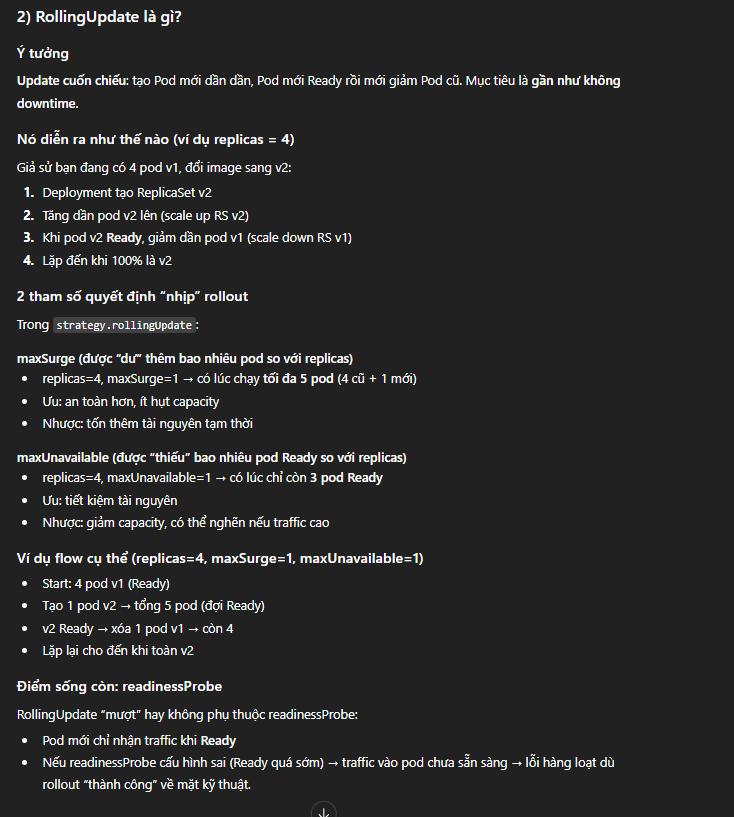 2) RollingUpdate là gì?
Ý tưởng
Update cuốn chiếu: tạo Pod mới dần dần, Pod mới Ready rồi mới giảm Pod cũ. Mục tiêu là gần như không
downtime.
Nó diễn ra như thế nào (ví dụ replicas = 4)
Giả sử bạn đang có 4 pod v1, đổi image sang v2:
1. Deployment tạo ReplicaSet v2
2. Tăng dần pod v2 lên (scale up RS v2)
3. Khi pod v2 Ready, giảm dần pod v1 (scale down RS v1)
4. Lặp đến khi 100% là v2
2 tham số quyết định “nhịp” rollout
Trong strategy.rollingUpdate:
maxSurge (được “dư” thêm bao nhiêu pod so với replicas)
• replicas=4, maxSurge=1 → có lúc chạy tối đa 5 pod (4 cũ + 1 mới)
• Ưu: an toàn hơn, ít hụt capacity
• Nhược: tốn thêm tài nguyên tạm thời
maxUnavailable (được “thiếu” bao nhiêu pod Ready so với replicas)
• replicas=4, maxUnavailable=1 → có lúc chỉ còn 3 pod Ready
• Ưu: tiết kiệm tài nguyên
• Nhược: giảm capacity, có thể nghẽn nếu traffic cao
Ví dụ flow cụ thể (replicas=4, maxSurge=1, maxUnavailable=1)
• Start: 4 pod v1 (Ready)
• Tạo 1 pod v2 → tổng 5 pod (đợi Ready)
• v2 Ready → xóa 1 pod v1 → còn 4
• Lặp lại cho đến khi toàn v2
Điểm sống còn: readinessProbe
RollingUpdate “mượt” hay không phụ thuộc readinessProbe:
• Pod mới chỉ nhận traffic khi Ready
• Nếu readinessProbe cấu hình sai (Ready quá sớm) → traffic vào pod chưa sẵn sàng → lỗi hàng loạt dù
rollout “thành công” về mặt kỹ thuật.